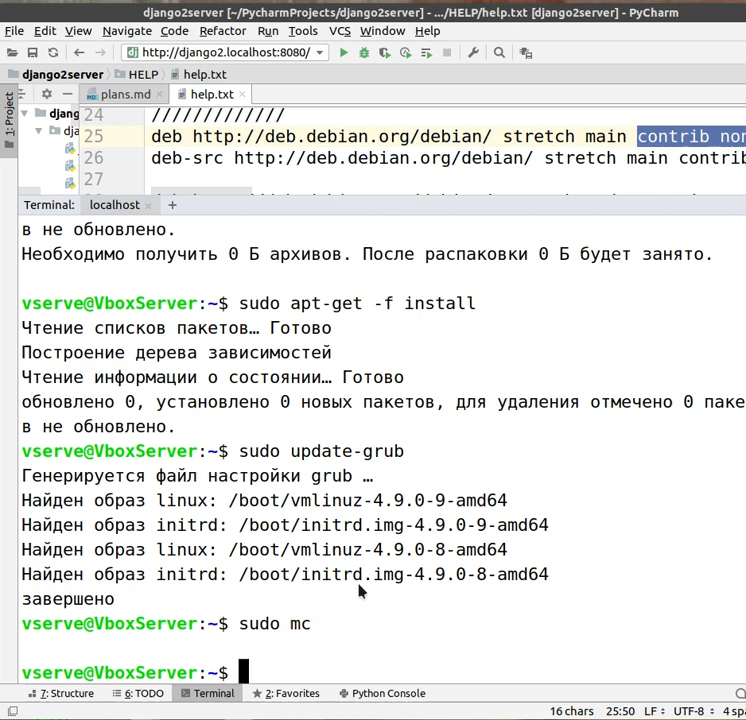 django2server [~/PycharmProjects/django2server] - .../HELP/help.txt [django2server] - PyCharm
File Edit View Navigate Code Refactor Run Tools VCS Window Help
http://django2.localhost:8080/
django2server HELP help.txt
plans.md help.txt
1: Project
djang
dja
24 /////////////
25 deb http://deb.debian.org/debian/ stretch main contrib non
26 deb-src http://deb.debian.org/debian/ stretch main contrib
27
Terminal: localhost +
в не обновлено.
Необходимо получить 0 Б архивов. После распаковки 0 Б будет занято.
vserve@VboxServer:~$ sudo apt-get -f install
Чтение списков пакетов… Готово
Построение дерева зависимостей
Чтение информации о состоянии… Готово
обновлено 0, установлено 0 новых пакетов, для удаления отмечено 0 паке
в не обновлено.
vserve@VboxServer:~$ sudo update-grub
Генерируется файл настройки grub …
Найден образ linux: /boot/vmlinuz-4.9.0-9-amd64
Найден образ initrd: /boot/initrd.img-4.9.0-9-amd64
Найден образ linux: /boot/vmlinuz-4.9.0-8-amd64
Найден образ initrd: /boot/initrd.img-4.9.0-8-amd64
завершено
vserve@VboxServer:~$ sudo mc
vserve@VboxServer:~$
7: Structure 6: TODO Terminal 2: Favorites Python Console
16 chars 25:50 LF UTF-8 4 spa